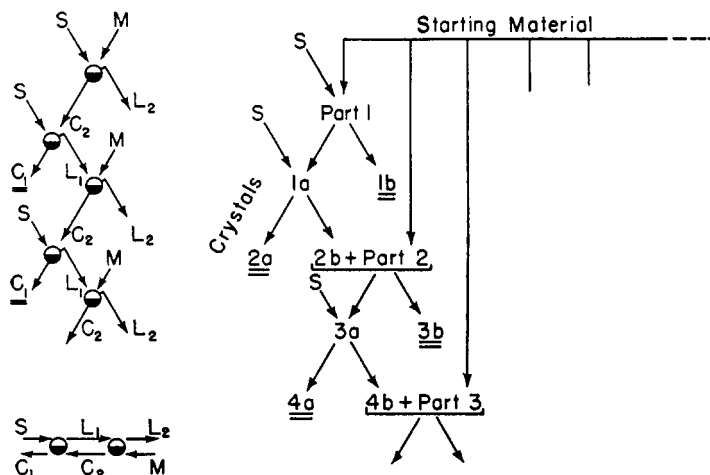 S M
C2 L2
S
M
C1 L1
C2 L2
S
M
C1 L1
C2 L2
S L1 L2
C1 C2 M
Starting Material
S
Part 1
S
1a 1b
Crystals
2a 2b + Part 2
S
3a 3b
4a 4b + Part 3